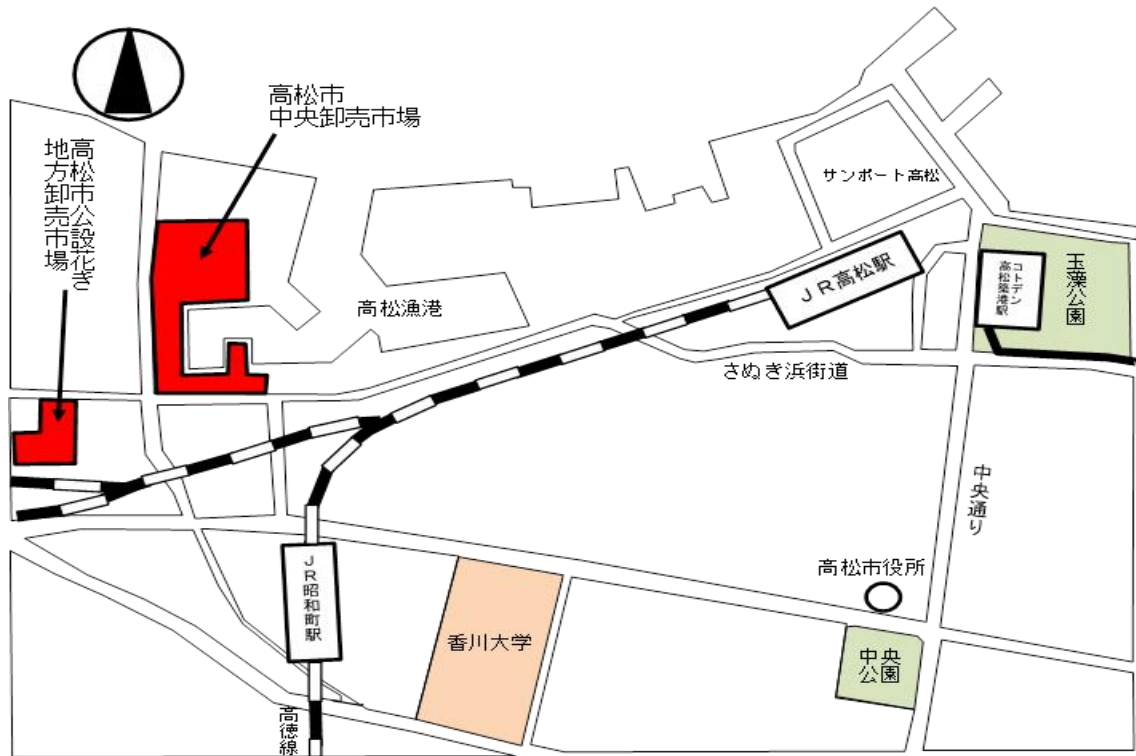 高松市
中央卸売市場
高松市公設花き
地方卸売市場
サンポート高松
JR高松駅
コトデン
高松築港駅
玉藻公園
高松漁港
さぬき浜街道
中央通り
高松市役所
JR昭和町駅
香川大学
中央
公園
高徳線